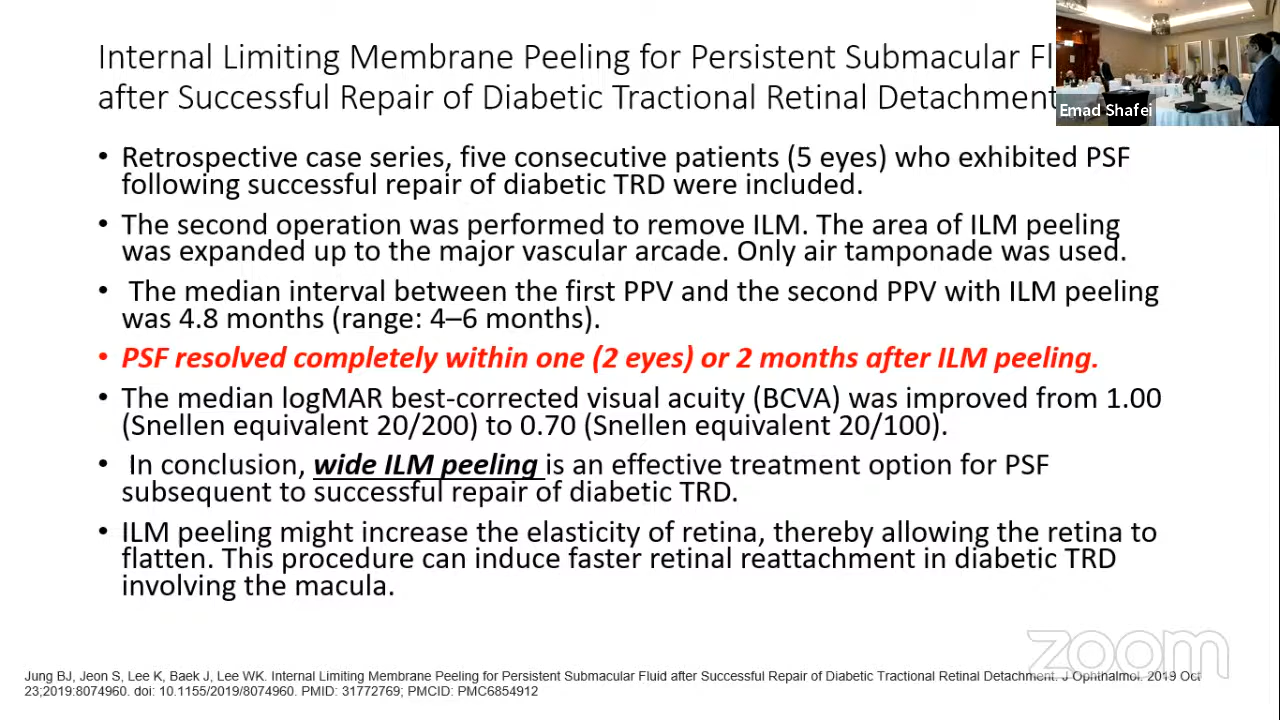 Internal Limiting Membrane Peeling for Persistent Submacular Fl
after Successful Repair of Diabetic Tractional Retinal Detachment
Emad Shafei
• Retrospective case series, five consecutive patients (5 eyes) who exhibited PSF
following successful repair of diabetic TRD were included.
• The second operation was performed to remove ILM. The area of ILM peeling
was expanded up to the major vascular arcade. Only air tamponade was used.
• The median interval between the first PPV and the second PPV with ILM peeling
was 4.8 months (range: 4–6 months).
• PSF resolved completely within one (2 eyes) or 2 months after ILM peeling.
• The median logMAR best-corrected visual acuity (BCVA) was improved from 1.00
(Snellen equivalent 20/200) to 0.70 (Snellen equivalent 20/100).
• In conclusion, wide ILM peeling is an effective treatment option for PSF
subsequent to successful repair of diabetic TRD.
• ILM peeling might increase the elasticity of retina, thereby allowing the retina to
flatten. This procedure can induce faster retinal reattachment in diabetic TRD
involving the macula.
zoom
Jung BJ, Jeon S, Lee K, Baek J, Lee WK. Internal Limiting Membrane Peeling for Persistent Submacular Fluid after Successful Repair of Diabetic Tractional Retinal Detachment. J Ophthalmol. 2019 Oct
23;2019:8074960. doi: 10.1155/2019/8074960. PMID: 31772769; PMCID: PMC6854912